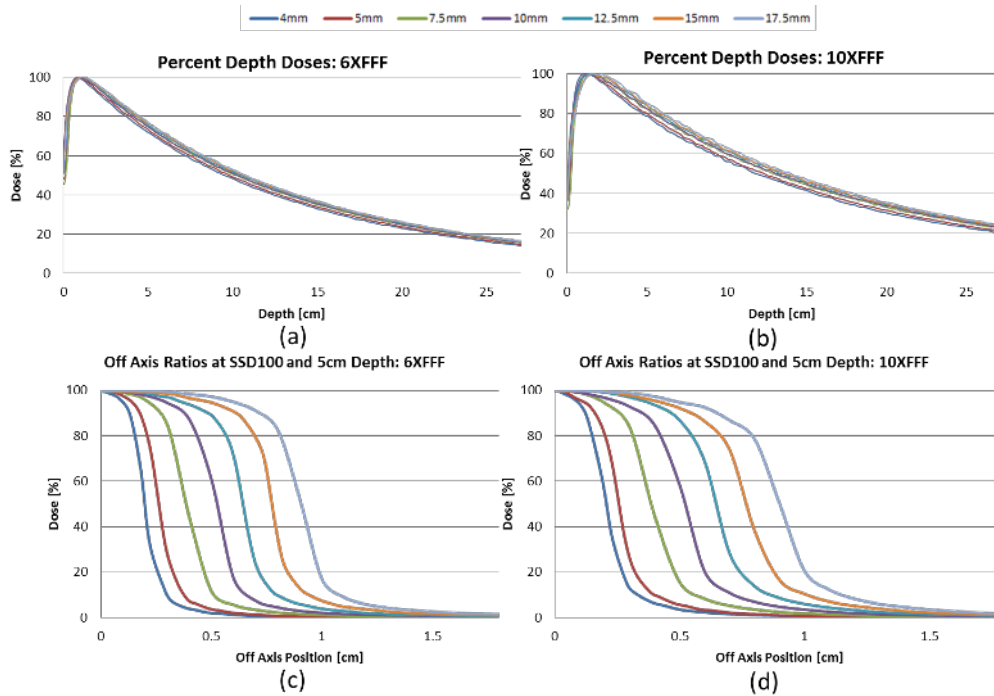 4mm 5mm 7.5mm 10mm 12.5mm 15mm 17.5mm
Percent Depth Doses: 6XFFF
100
80
60
40
20
0
Dose [%]
0 5 10 15 20 25
Depth [cm]
(a)
Percent Depth Doses: 10XFFF
100
80
60
40
20
0
Dose [%]
0 5 10 15 20 25
Depth [cm]
(b)
Off Axis Ratios at SSD100 and 5cm Depth: 6XFFF
100
80
60
40
20
0
Dose [%]
0 0.5 1 1.5
Off Axis Position [cm]
(c)
Off Axis Ratios at SSD100 and 5cm Depth: 10XFFF
100
80
60
40
20
0
Dose [%]
0 0.5 1 1.5
Off Axis Position [cm]
(d)